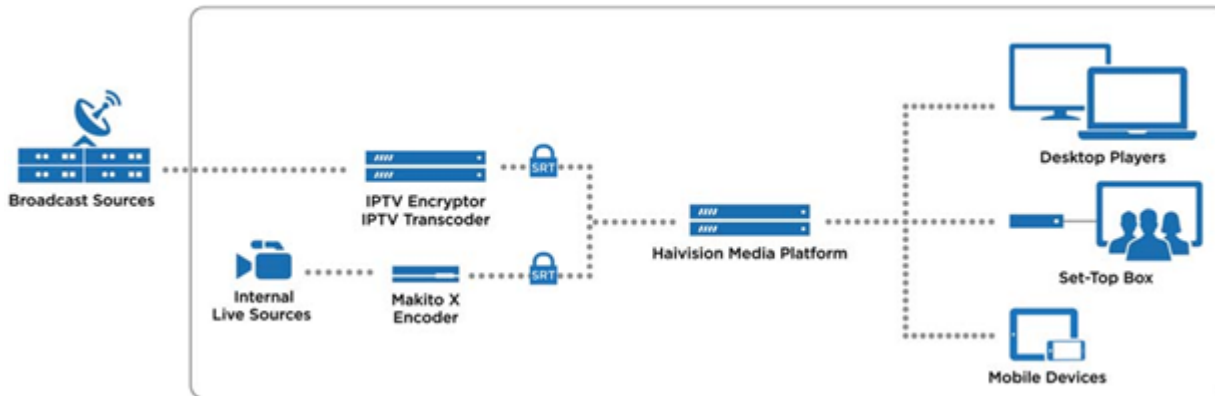 Broadcast Sources
IPTV Encryptor
IPTV Transcoder
SRT
Internal
Live Sources
Makito X
Encoder
SRT
Haivision Media Platform
Desktop Players
Set-Top Box
Mobile Devices